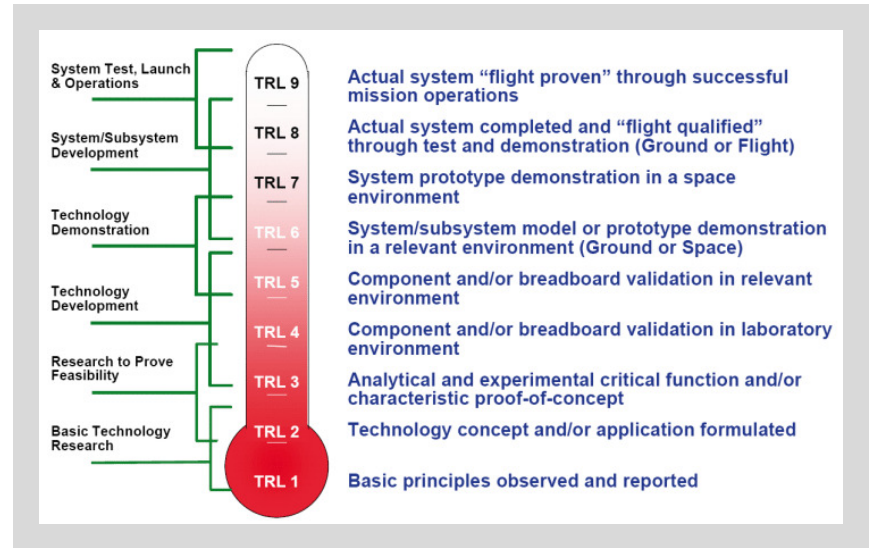 System Test, Launch
& Operations
System/Subsystem
Development
Technology
Demonstration
Technology
Development
Research to Prove
Feasibility
Basic Technology
Research
TRL 9
TRL 8
TRL 7
TRL 6
TRL 5
TRL 4
TRL 3
TRL 2
TRL 1
Actual system “flight proven” through successful
mission operations
Actual system completed and “flight qualified”
through test and demonstration (Ground or Flight)
System prototype demonstration in a space
environment
System/subsystem model or prototype demonstration
in a relevant environment (Ground or Space)
Component and/or breadboard validation in relevant
environment
Component and/or breadboard validation in laboratory
environment
Analytical and experimental critical function and/or
characteristic proof-of-concept
Technology concept and/or application formulated
Basic principles observed and reported